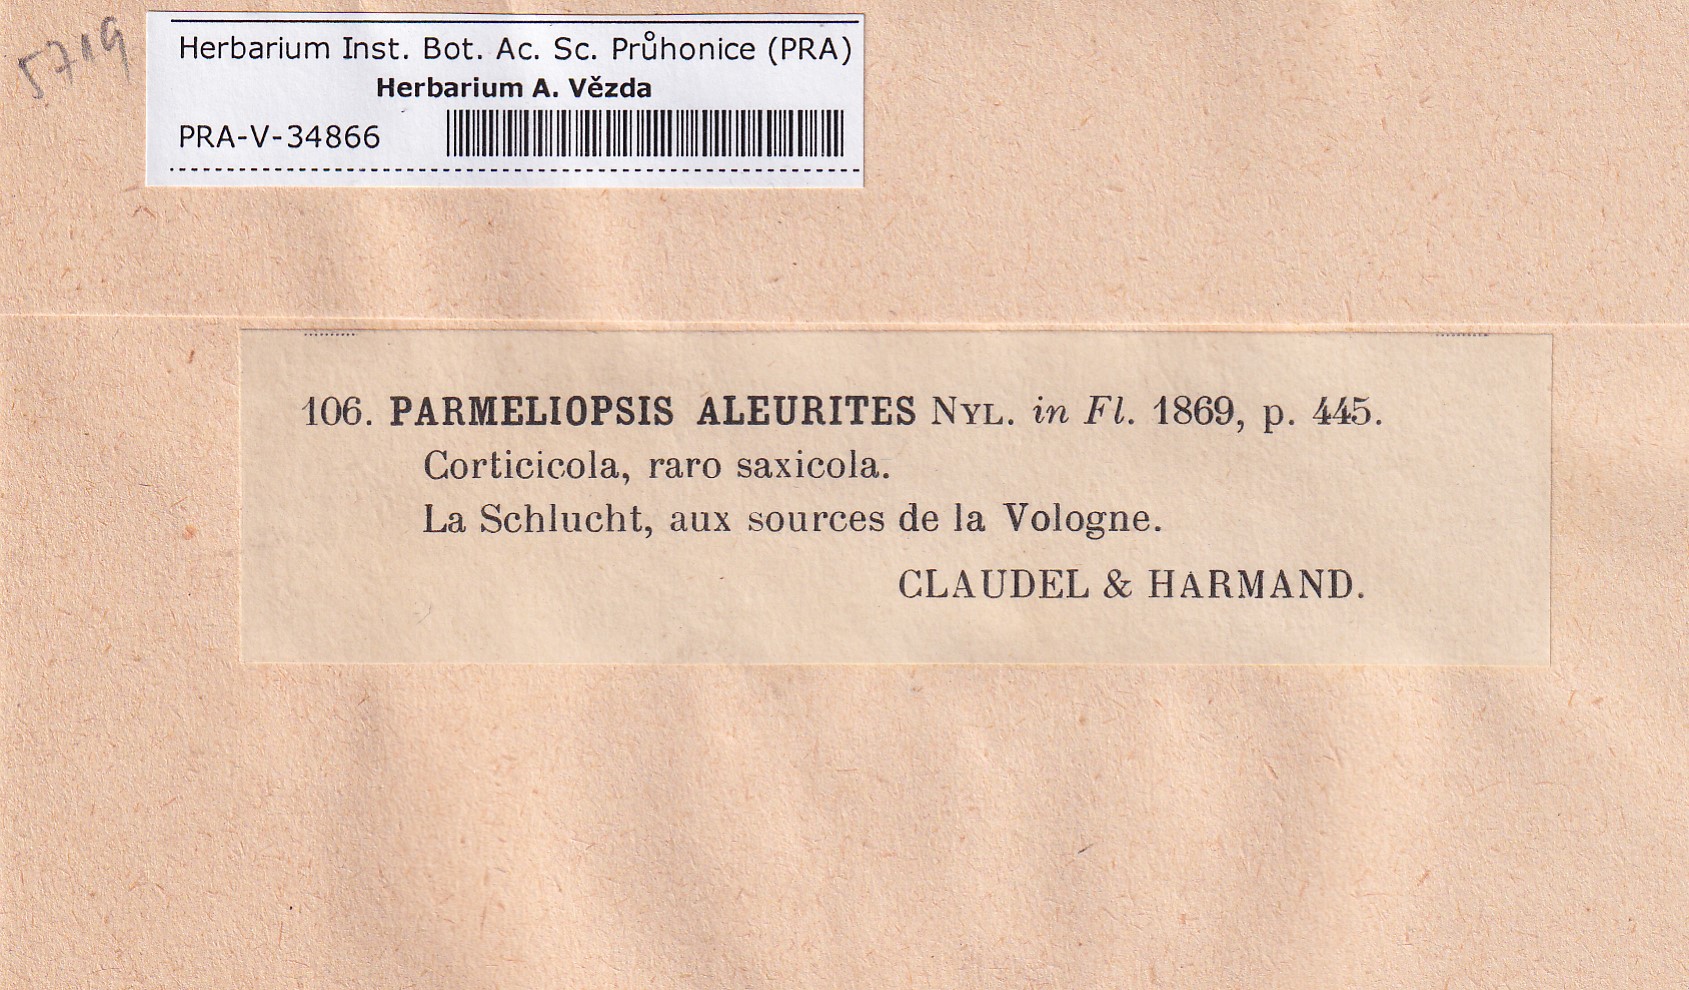 5719
Herbarium Inst. Bot. Ac. Sc. Průhonice (PRA)
Herbarium A. Vězda
PRA-V-34866
106. PARMELIOPSIS ALEURITES NYL. in Fl. 1869, p. 445.
Corticicola, raro saxicola.
La Schlucht, aux sources de la Vologne.
CLAUDEL & HARMAND.